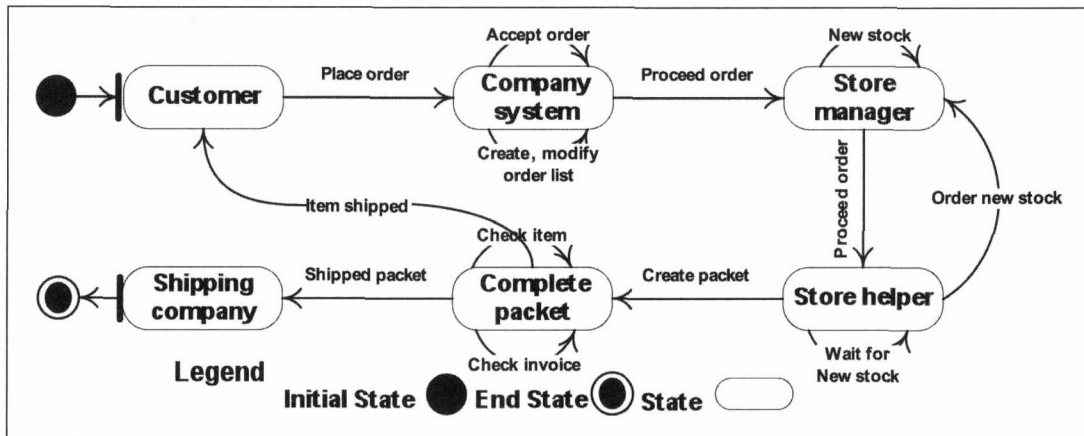 Accept order
New stock
Place order
Proceed order
Customer
Company
system
Store
manager
Create, modify
order list
Proceed order
Order new stock
Item shipped
Check item
Shipped packet
Create packet
Shipping
company
Complete
packet
Store helper
Check invoice
Wait for
New stock
Legend
Initial State
End State
State